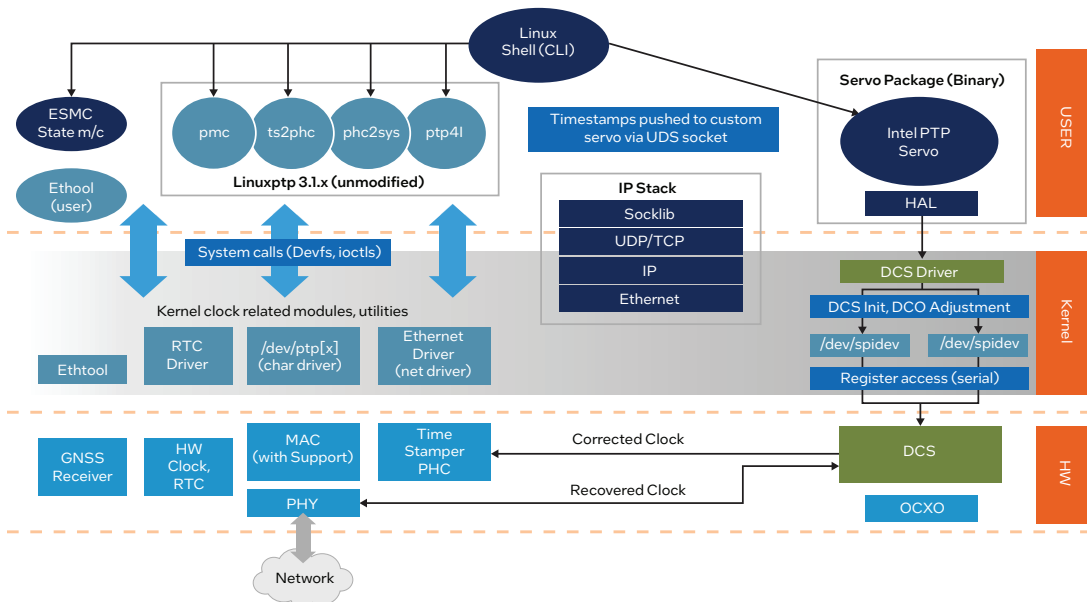 Linux
Shell (CLI)
ESMC
State m/c
pmc
ts2phc
phc2sys
ptp4l
Linuxptp 3.1.x (unmodified)
Timestamps pushed to custom
servo via UDS socket
Servo Package (Binary)
Intel PTP
Servo
HAL
USER
Ethool
(user)
IP Stack
Socklib
UDP/TCP
IP
Ethernet
System calls (Devfs, ioctls)
Kernel clock related modules, utilities
Ethtool
RTC
Driver
/dev/ptp[x]
(char driver)
Ethernet
Driver
(net driver)
DCS Driver
DCS Init, DCO Adjustment
/dev/spidev
/dev/spidev
Register access (serial)
Kernel
GNSS
Receiver
HW
Clock,
RTC
MAC
(with Support)
PHY
Time
Stamper
PHC
Corrected Clock
Recovered Clock
DCS
OCXO
HW
Network